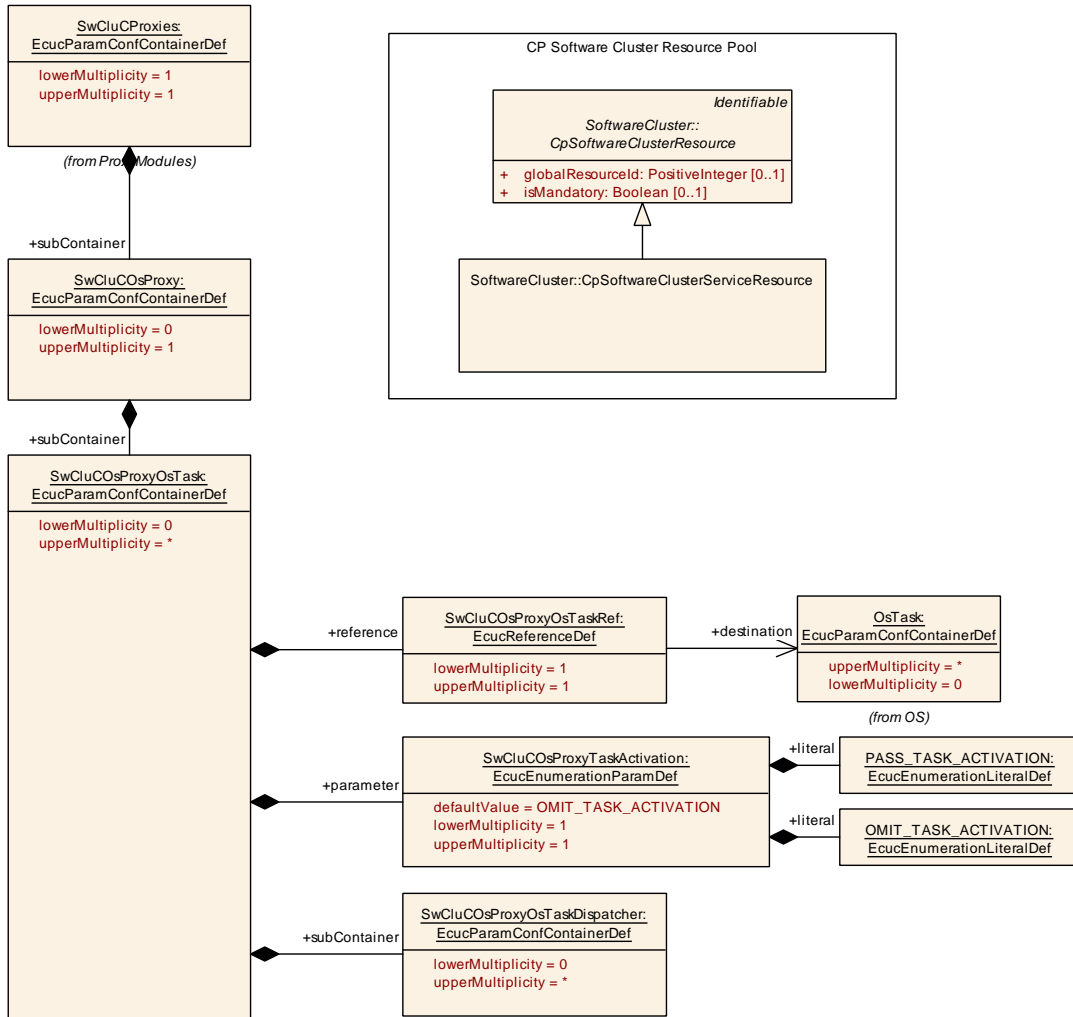 SwCluCProxies:
EcucParamConfContainerDef
lowerMultiplicity = 1
upperMultiplicity = 1
(from Proxy Modules)
+subContainer
SwCluCOsProxy:
EcucParamConfContainerDef
lowerMultiplicity = 0
upperMultiplicity = 1
+subContainer
CP Software Cluster Resource Pool
Identifiable
SoftwareCluster::
CpSoftwareClusterResource
+ globalResourceId: PositiveInteger [0..1]
+ isMandatory: Boolean [0..1]
SoftwareCluster::CpSoftwareClusterServiceResource
SwCluCOsProxyOsTask:
EcucParamConfContainerDef
lowerMultiplicity = 0
upperMultiplicity = *
+reference
SwCluCOsProxyOsTaskRef:
EcucReferenceDef
lowerMultiplicity = 1
upperMultiplicity = 1
+destination
OsTask:
EcucParamConfContainerDef
upperMultiplicity = *
lowerMultiplicity = 0
(from OS)
+parameter
SwCluCOsProxyTaskActivation:
EcucEnumerationParamDef
defaultValue = OMIT_TASK_ACTIVATION
lowerMultiplicity = 1
upperMultiplicity = 1
+literal
PASS_TASK_ACTIVATION:
EcucEnumerationLiteralDef
+literal
OMIT_TASK_ACTIVATION:
EcucEnumerationLiteralDef
+subContainer
SwCluCOsProxyOsTaskDispatcher:
EcucParamConfContainerDef
lowerMultiplicity = 0
upperMultiplicity = *